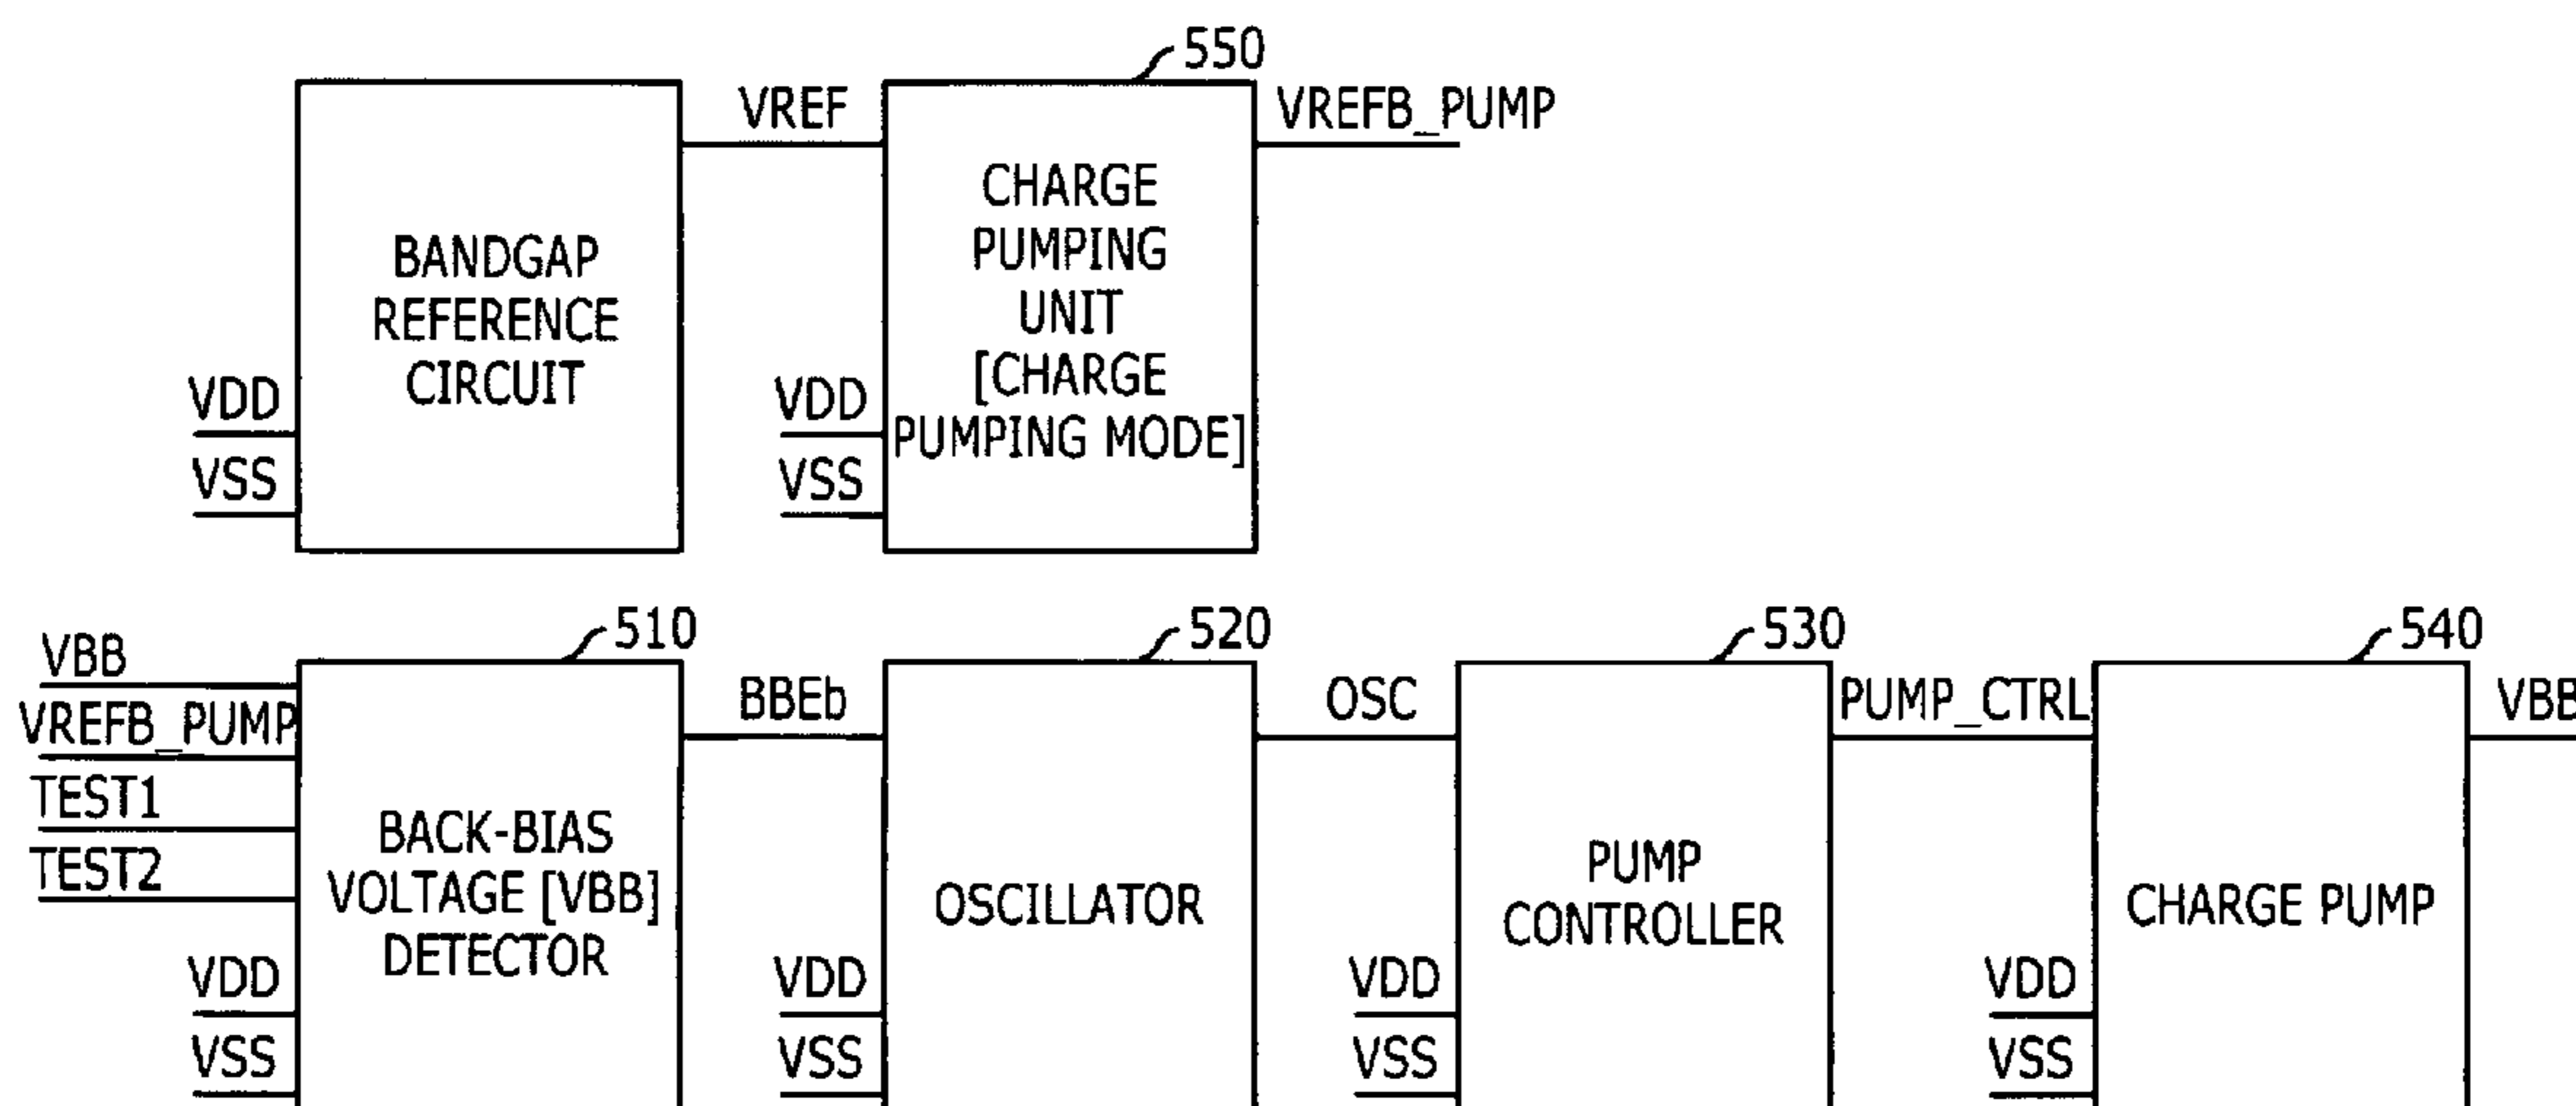 550
VREF
VREFB_PUMP
BANDGAP
REFERENCE
CIRCUIT
VDD
VSS
CHARGE
PUMPING
UNIT
[CHARGE
PUMPING MODE]
VDD
VSS
510
520
530
540
VBB
VREFB_PUMP
TEST1
TEST2
VDD
VSS
BACK-BIAS
VOLTAGE [VBB]
DETECTOR
BBEb
VDD
VSS
OSCILLATOR
OSC
VDD
VSS
PUMP
CONTROLLER
PUMP_CTRL
VDD
VSS
CHARGE PUMP
VBB